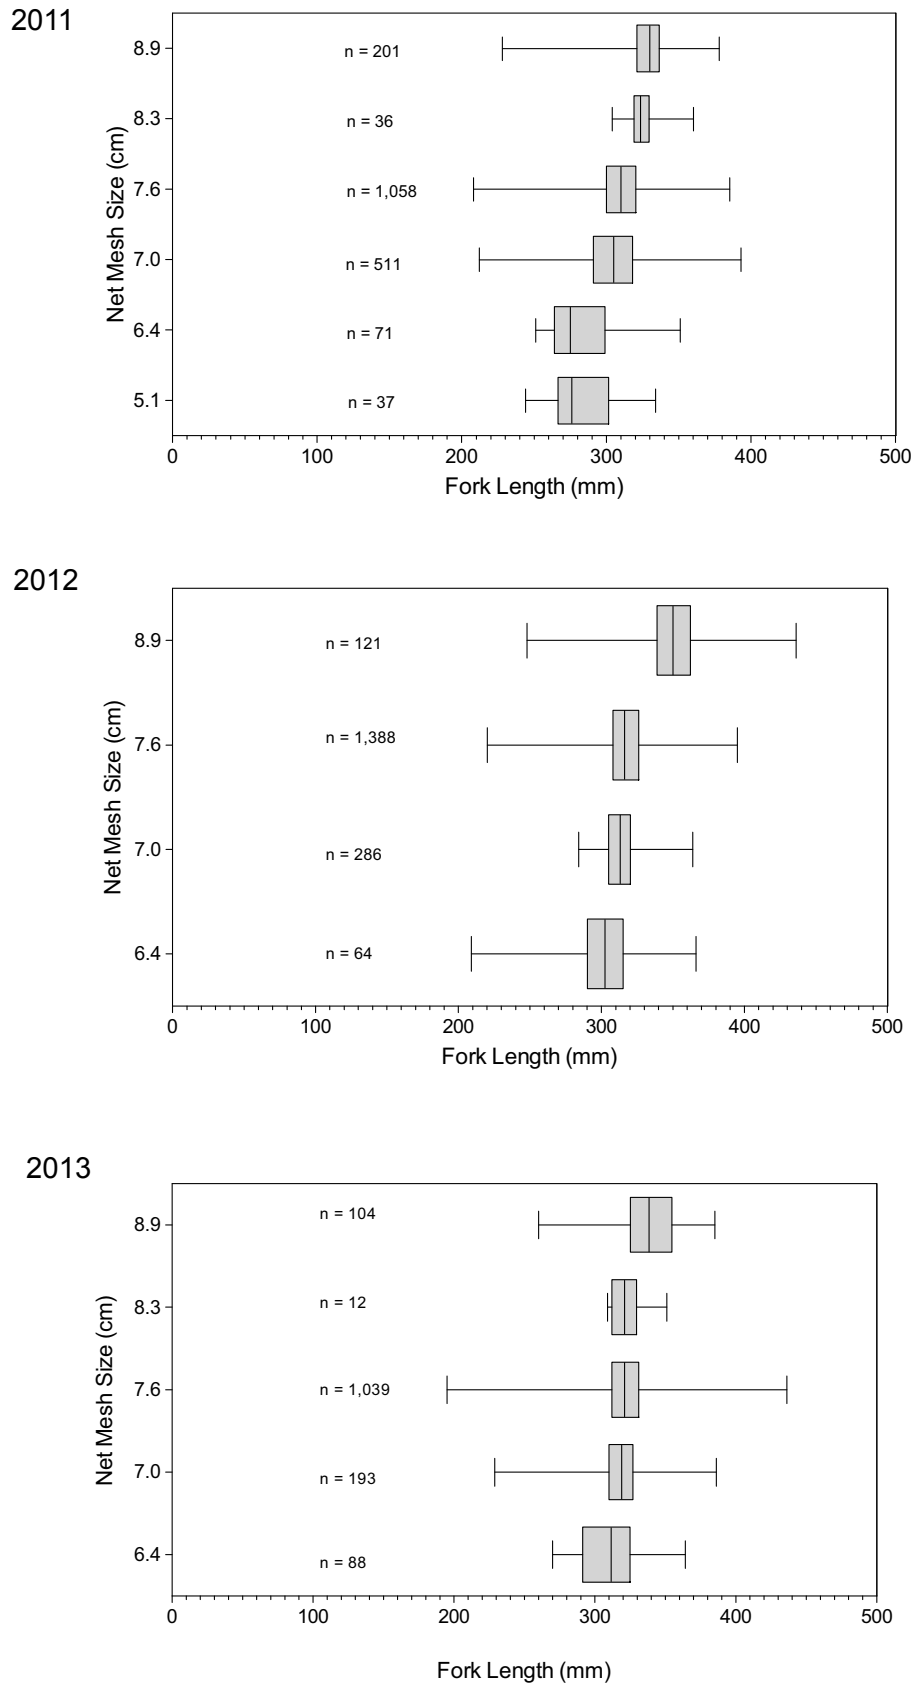 2011
8.9
n = 201
8.3
n = 36
7.6
n = 1,058
7.0
n = 511
6.4
n = 71
5.1
n = 37
Net Mesh Size (cm)
0 100 200 300 400 500
Fork Length (mm)
2012
8.9
n = 121
7.6
n = 1,388
7.0
n = 286
6.4
n = 64
Net Mesh Size (cm)
0 100 200 300 400 500
Fork Length (mm)
2013
8.9
n = 104
8.3
n = 12
7.6
n = 1,039
7.0
n = 193
6.4
n = 88
Net Mesh Size (cm)
0 100 200 300 400 500
Fork Length (mm)